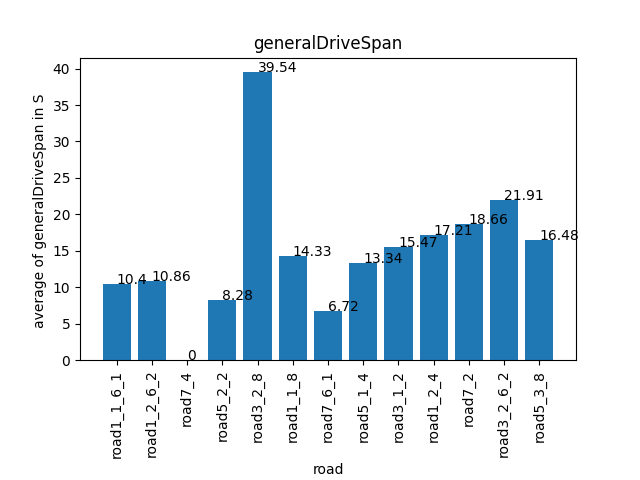 generalDriveSpan
average of generalDriveSpan in S
40
35
30
25
20
15
10
5
0
10.4
10.86
0
8.28
39.54
14.33
6.72
13.34
15.47
17.21
18.66
21.91
16.48
road1_1_6_1
road1_2_6_2
road7_4
road5_2_2
road3_2_8
road1_1_8
road7_6_1
road5_1_4
road3_1_2
road1_2_4
road7_2
road3_2_6_2
road5_3_8
road